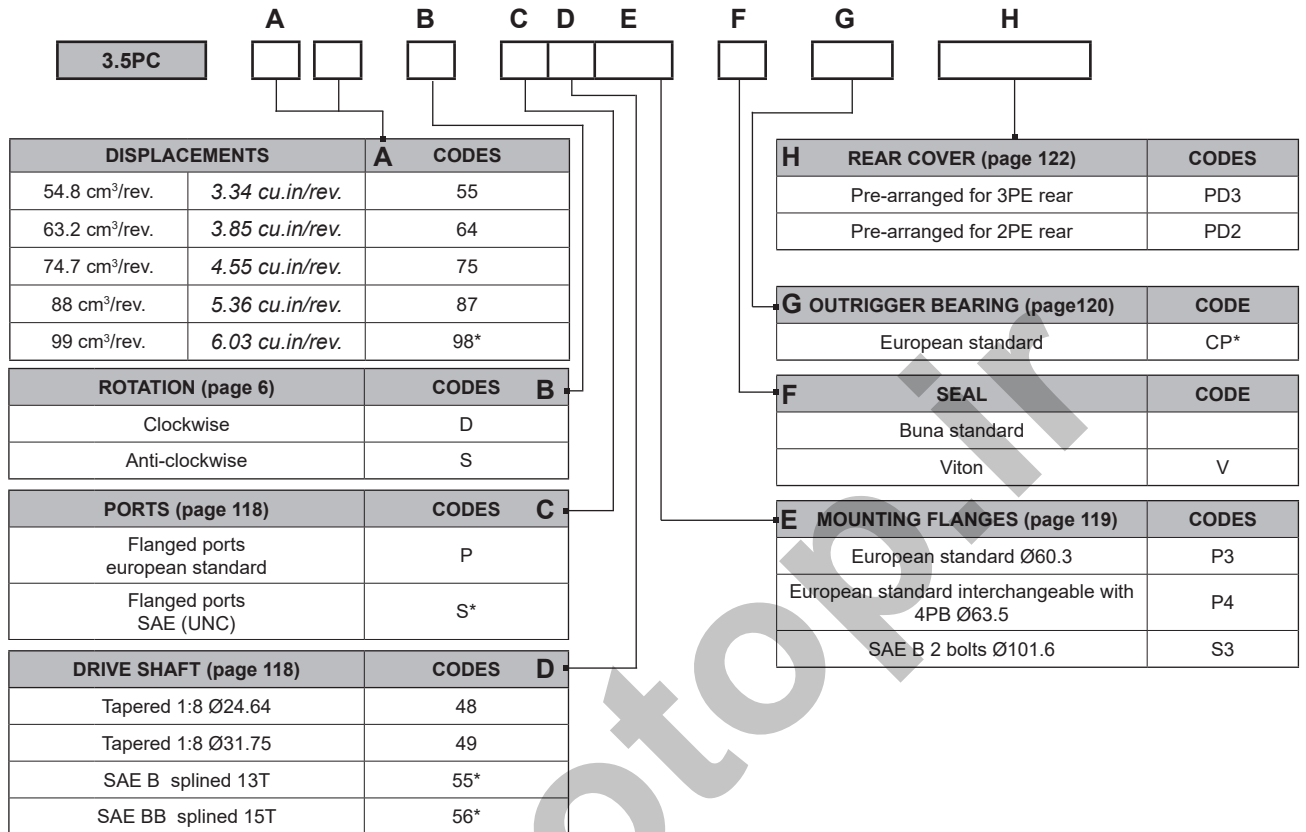 A B C D E F G H
3.5PC
DISPLACEMENTS A CODES
54.8 cm³/rev. 3.34 cu.in/rev. 55
63.2 cm³/rev. 3.85 cu.in/rev. 64
74.7 cm³/rev. 4.55 cu.in/rev. 75
88 cm³/rev. 5.36 cu.in/rev. 87
99 cm³/rev. 6.03 cu.in/rev. 98*
ROTATION (page 6) CODES B
Clockwise D
Anti-clockwise S
PORTS (page 118) CODES C
Flanged ports
european standard P
Flanged ports
SAE (UNC) S*
DRIVE SHAFT (page 118) CODES D
Tapered 1:8 Ø24.64 48
Tapered 1:8 Ø31.75 49
SAE B splined 13T 55*
SAE BB splined 15T 56*
H REAR COVER (page 122) CODES
Pre-arranged for 3PE rear PD3
Pre-arranged for 2PE rear PD2
G OUTRIGGER BEARING (page120) CODE
European standard CP*
F SEAL CODE
Buna standard
Viton V
E MOUNTING FLANGES (page 119) CODES
European standard Ø60.3 P3
European standard interchangeable with
4PB Ø63.5 P4
SAE B 2 bolts Ø101.6 S3
otop.ir